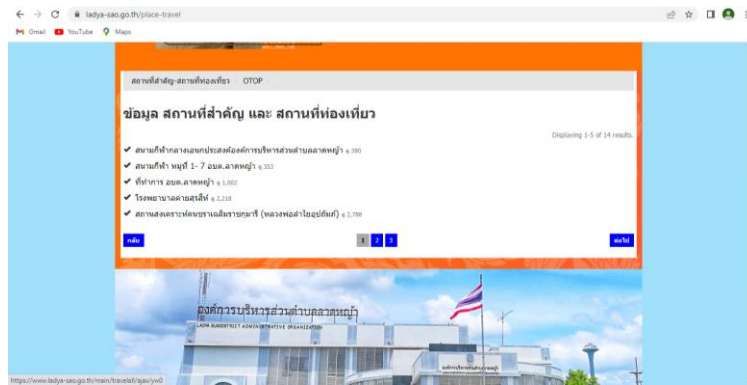 ladya-sao.go.th/place-travel
Gmail YouTube Maps
สถานที่สำคัญ-สถานที่ท่องเที่ยว OTOP
ข้อมูล สถานที่สำคัญ และ สถานที่ท่องเที่ยว
Displaying 1-5 of 14 results.
สนามกีฬากลางเอนกประสงค์องค์การบริหารส่วนตำบลลาดหญ้า 380
สนามกีฬา หมู่ที่ 1- 7 อบต.ลาดหญ้า 353
ที่ทำการ อบต.ลาดหญ้า 1,002
โรงพยาบาลค่ายสุรสีห์ 2,218
สถานสงเคราะห์คนชราเฉลิมราชกุมารี (หลวงพ่อลำไยอุปถัมภ์) 2,788
กลับ 1 2 3 ต่อไป
องค์การบริหารส่วนตำบลลาดหญ้า
LADYA SUBDISTRICT ADMINISTRATIVE ORGANIZATION
https://www.ladya-sao.go.th/main/travelall/ajax/yw0